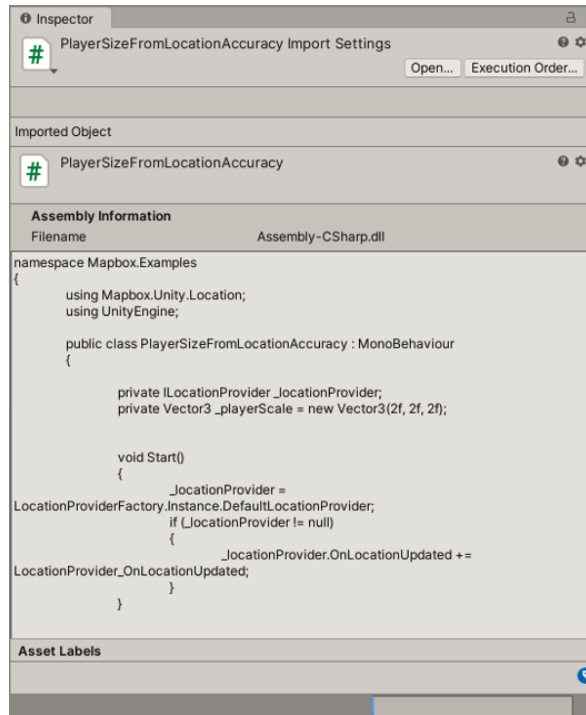 Inspector
PlayerSizeFromLocationAccuracy Import Settings
Open... Execution Order...
Imported Object
PlayerSizeFromLocationAccuracy
Assembly Information
Filename Assembly-CSharp.dll
namespace Mapbox.Examples
{
using Mapbox.Unity.Location;
using UnityEngine;
public class PlayerSizeFromLocationAccuracy : MonoBehaviour
{
private ILocationProvider _locationProvider;
private Vector3 _playerScale = new Vector3(2f, 2f, 2f);
void Start()
{
_locationProvider =
LocationProviderFactory.Instance.DefaultLocationProvider;
if (_locationProvider != null)
{
_locationProvider.OnLocationUpdated +=
LocationProvider_OnLocationUpdated;
}
}
Asset Labels